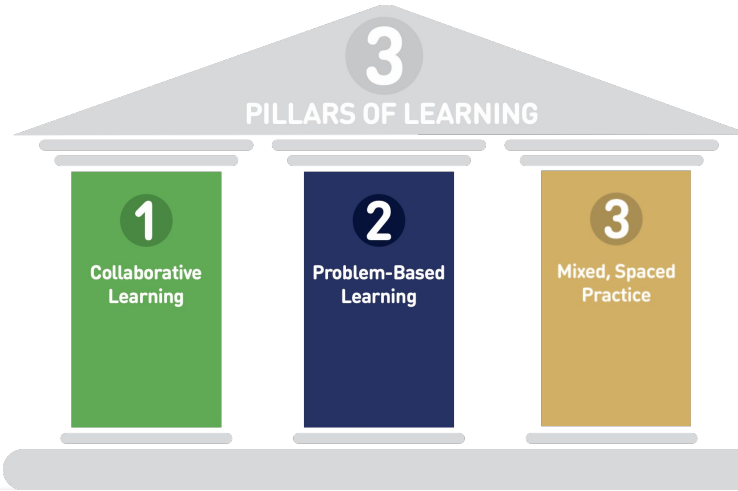 3
PILLARS OF LEARNING
1
Collaborative
Learning
2
Problem-Based
Learning
3
Mixed, Spaced
Practice